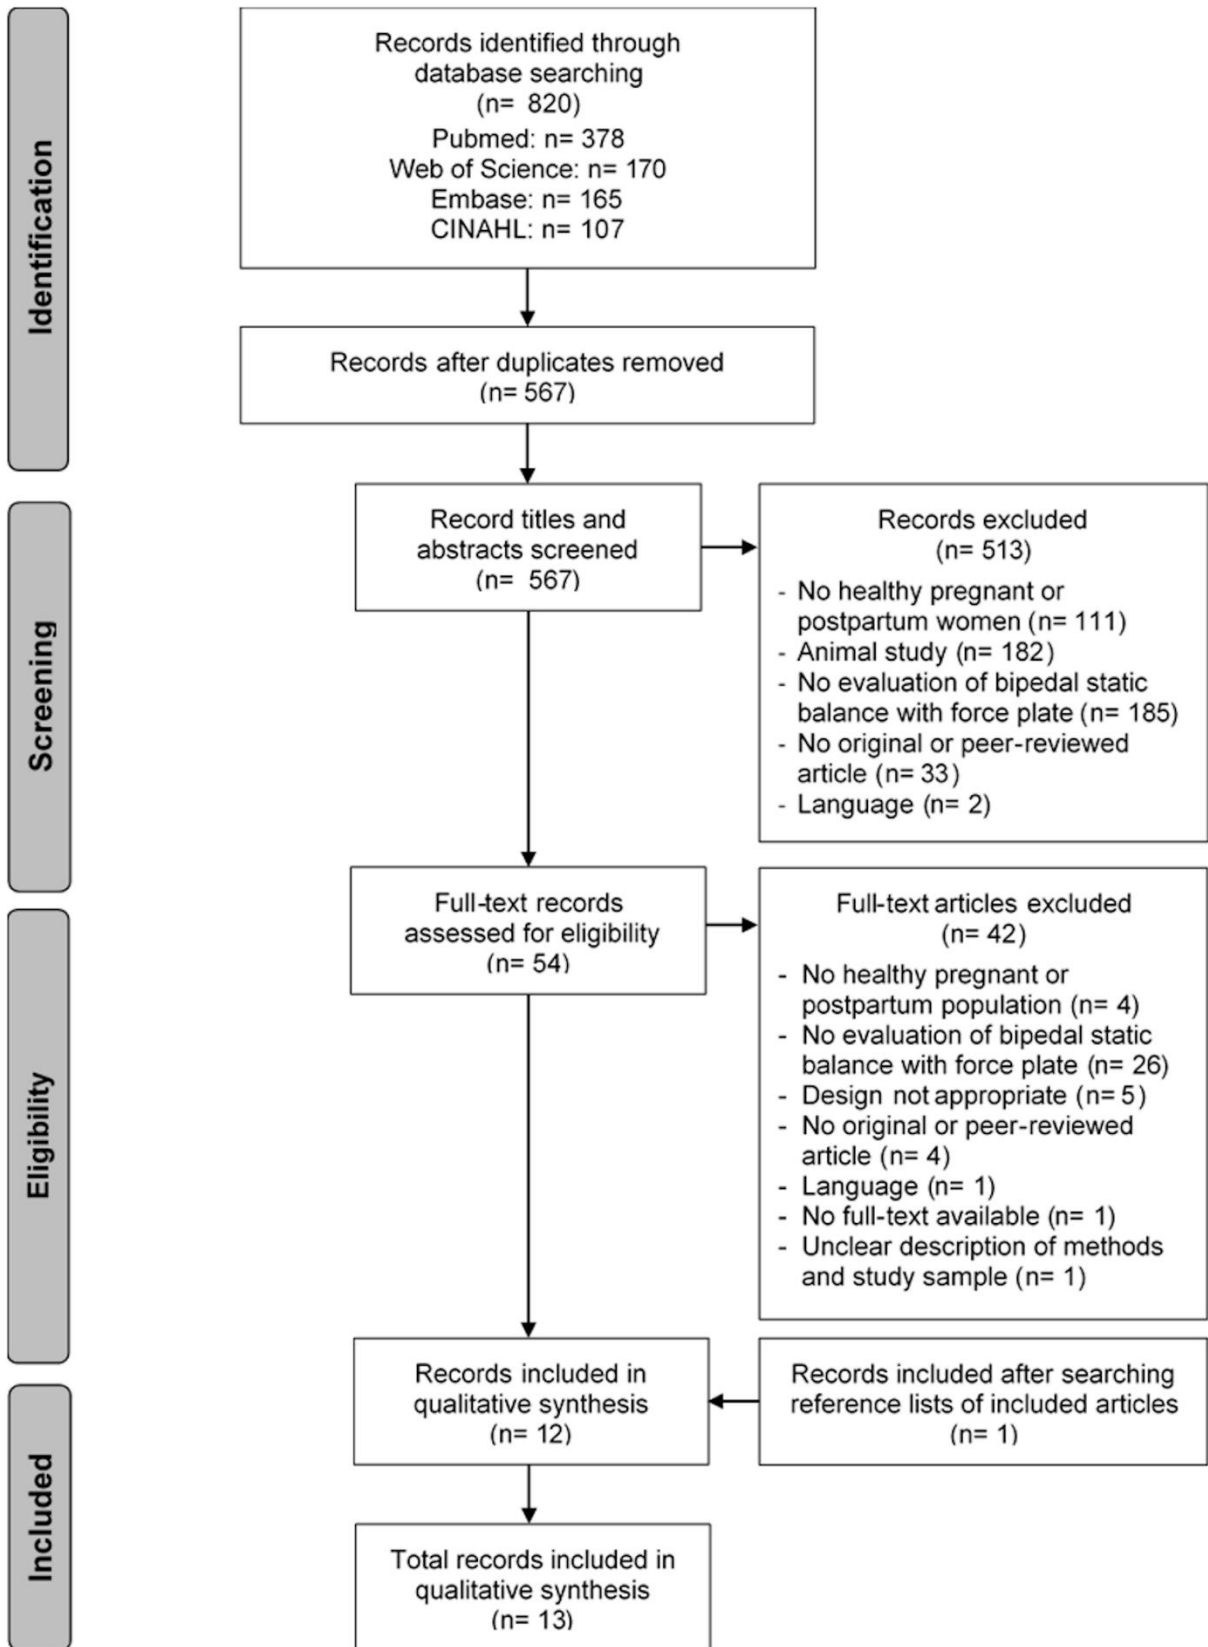 Identification
Records identified through
database searching
(n= 820)
Pubmed: n= 378
Web of Science: n= 170
Embase: n= 165
CINAHL: n= 107
Records after duplicates removed
(n= 567)
Screening
Record titles and
abstracts screened
(n= 567)
Records excluded
(n= 513)
- No healthy pregnant or
postpartum women (n= 111)
- Animal study (n= 182)
- No evaluation of bipedal static
balance with force plate (n= 185)
- No original or peer-reviewed
article (n= 33)
- Language (n= 2)
Eligibility
Full-text records
assessed for eligibility
(n= 54)
Full-text articles excluded
(n= 42)
- No healthy pregnant or
postpartum population (n= 4)
- No evaluation of bipedal static
balance with force plate (n= 26)
- Design not appropriate (n= 5)
- No original or peer-reviewed
article (n= 4)
- Language (n= 1)
- No full-text available (n= 1)
- Unclear description of methods
and study sample (n= 1)
Included
Records included in
qualitative synthesis
(n= 12)
Records included after searching
reference lists of included articles
(n= 1)
Total records included in
qualitative synthesis
(n= 13)